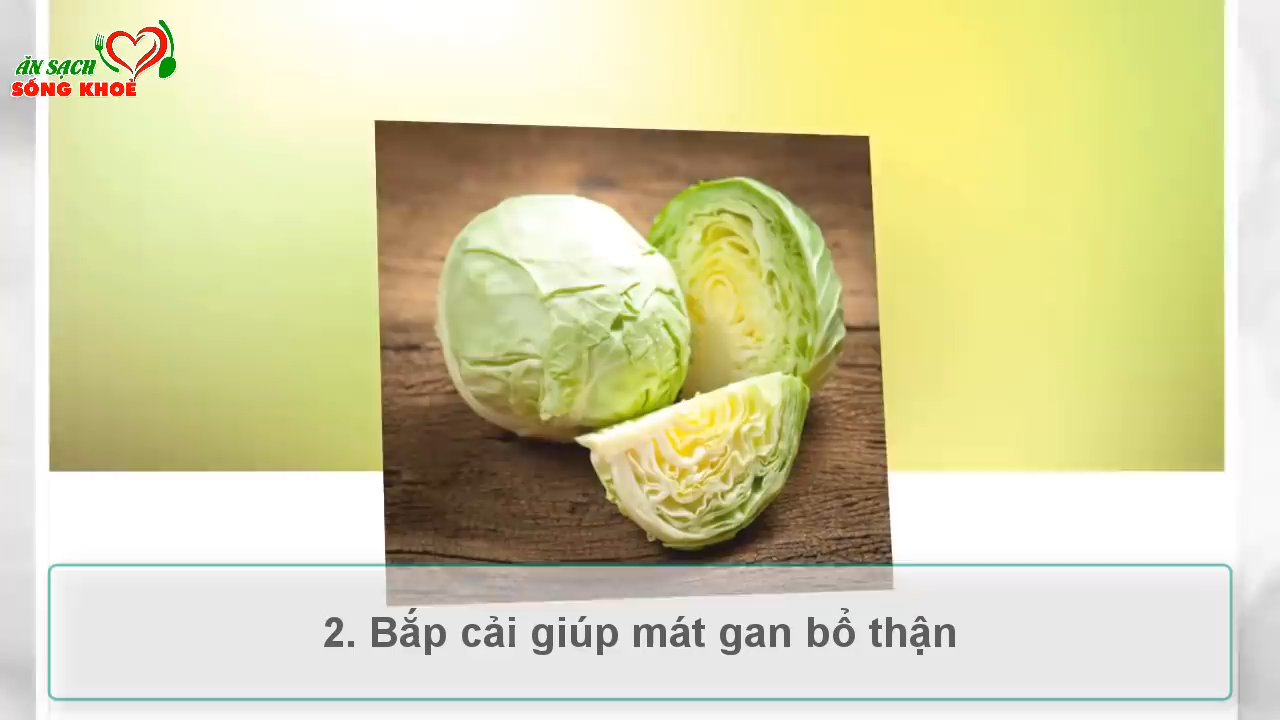 ĂN SẠCH
SỐNG KHOẺ
2. Bắp cải giúp mát gan bổ thận